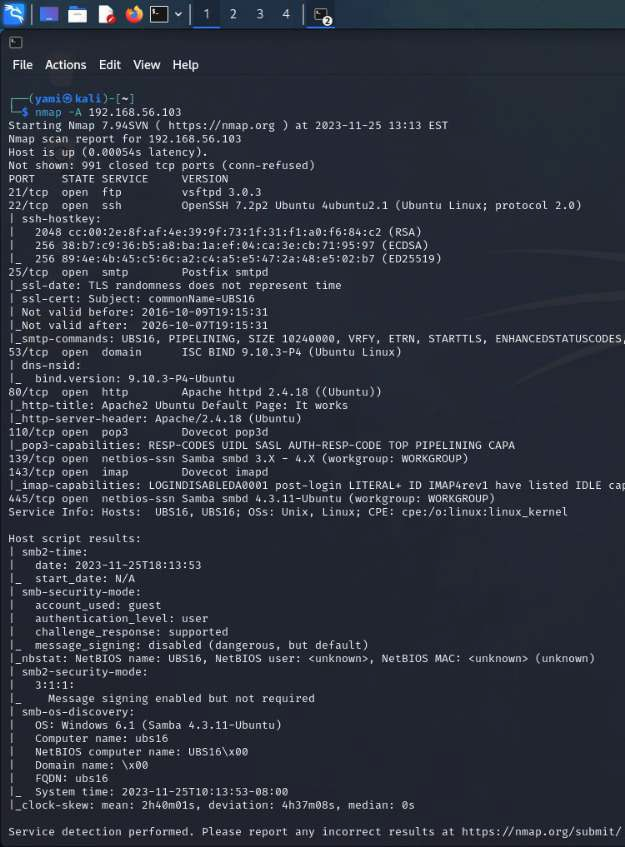 1 2 3 4 2
File Actions Edit View Help
┌──(yami㉿kali)-[~]
└─$ nmap -A 192.168.56.103
Starting Nmap 7.94SVN ( https://nmap.org ) at 2023-11-25 13:13 EST
Nmap scan report for 192.168.56.103
Host is up (0.00054s latency).
Not shown: 991 closed tcp ports (conn-refused)
PORT STATE SERVICE VERSION
21/tcp open ftp vsftpd 3.0.3
22/tcp open ssh OpenSSH 7.2p2 Ubuntu 4ubuntu2.1 (Ubuntu Linux; protocol 2.0)
| ssh-hostkey:
| 2048 cc:00:2e:8f:af:4e:39:9f:73:1f:31:f1:a0:f6:84:c2 (RSA)
| 256 38:b7:c9:36:b5:a8:ba:1a:ef:04:ca:3e:cb:71:95:97 (ECDSA)
|_ 256 89:4e:4b:45:c5:6c:a2:c4:a5:e5:47:2a:48:e5:02:b7 (ED25519)
25/tcp open smtp Postfix smtpd
|_ssl-date: TLS randomness does not represent time
| ssl-cert: Subject: commonName=UBS16
| Not valid before: 2016-10-09T19:15:31
|_Not valid after: 2026-10-07T19:15:31
|_smtp-commands: UBS16, PIPELINING, SIZE 10240000, VRFY, ETRN, STARTTLS, ENHANCEDSTATUSCODES,
53/tcp open domain ISC BIND 9.10.3-P4 (Ubuntu Linux)
| dns-nsid:
|_ bind.version: 9.10.3-P4-Ubuntu
80/tcp open http Apache httpd 2.4.18 ((Ubuntu))
|_http-title: Apache2 Ubuntu Default Page: It works
|_http-server-header: Apache/2.4.18 (Ubuntu)
110/tcp open pop3 Dovecot pop3d
|_pop3-capabilities: RESP-CODES UIDL SASL AUTH-RESP-CODE TOP PIPELINING CAPA
139/tcp open netbios-ssn Samba smbd 3.X - 4.X (workgroup: WORKGROUP)
143/tcp open imap Dovecot imapd
|_imap-capabilities: LOGINDISABLEDA0001 post-login LITERAL+ ID IMAP4rev1 have listed IDLE cap
445/tcp open netbios-ssn Samba smbd 4.3.11-Ubuntu (workgroup: WORKGROUP)
Service Info: Hosts: UBS16, UBS16; OSs: Unix, Linux; CPE: cpe:/o:linux:linux_kernel
Host script results:
| smb2-time:
| date: 2023-11-25T18:13:53
|_ start_date: N/A
| smb-security-mode:
| account_used: guest
| authentication_level: user
| challenge_response: supported
|_ message_signing: disabled (dangerous, but default)
|_nbstat: NetBIOS name: UBS16, NetBIOS user: <unknown>, NetBIOS MAC: <unknown> (unknown)
| smb2-security-mode:
| 3:1:1:
|_ Message signing enabled but not required
| smb-os-discovery:
| OS: Windows 6.1 (Samba 4.3.11-Ubuntu)
| Computer name: ubs16
| NetBIOS computer name: UBS16\x00
| Domain name: \x00
| FQDN: ubs16
|_ System time: 2023-11-25T10:13:53-08:00
|_clock-skew: mean: 2h40m01s, deviation: 4h37m08s, median: 0s
Service detection performed. Please report any incorrect results at https://nmap.org/submit/